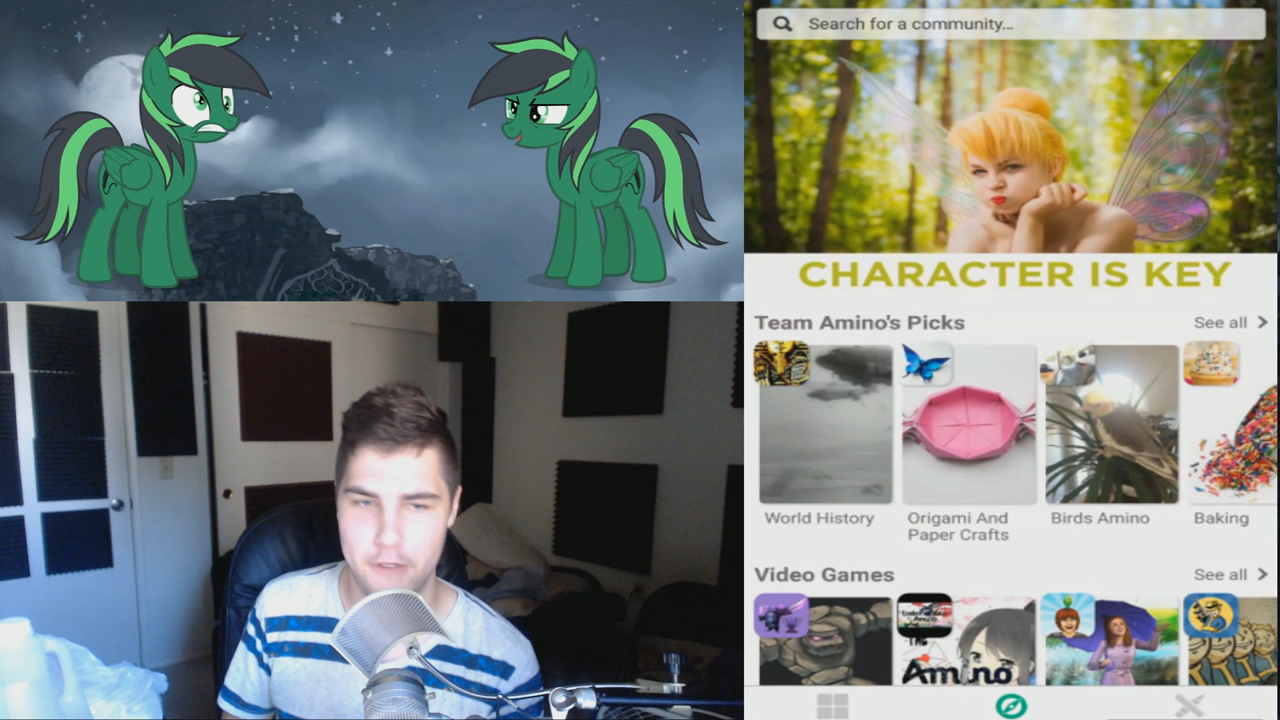 Search for a community...
CHARACTER IS KEY
Team Amino's Picks
See all
World History
Origami And
Paper Crafts
Birds Amino
Baking
Video Games
See all
Amino